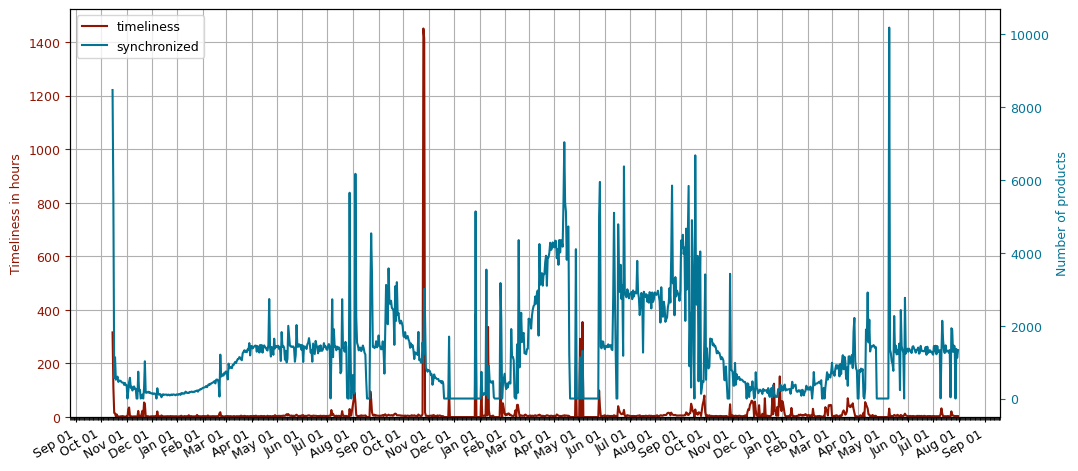 timeliness
synchronized
1400
1200
1000
800
600
400
200
0
Timeliness in hours
10000
8000
6000
4000
2000
0
Number of products
Sep 01 Oct 01 Nov 01 Dec 01 Jan 01 Feb 01 Mar 01 Apr 01 May 01 Jun 01 Jul 01 Aug 01 Sep 01 Oct 01 Nov 01 Dec 01 Jan 01 Feb 01 Mar 01 Apr 01 May 01 Jun 01 Jul 01 Aug 01 Sep 01 Oct 01 Nov 01 Dec 01 Jan 01 Feb 01 Mar 01 Apr 01 May 01 Jun 01 Jul 01 Aug 01 Sep 01